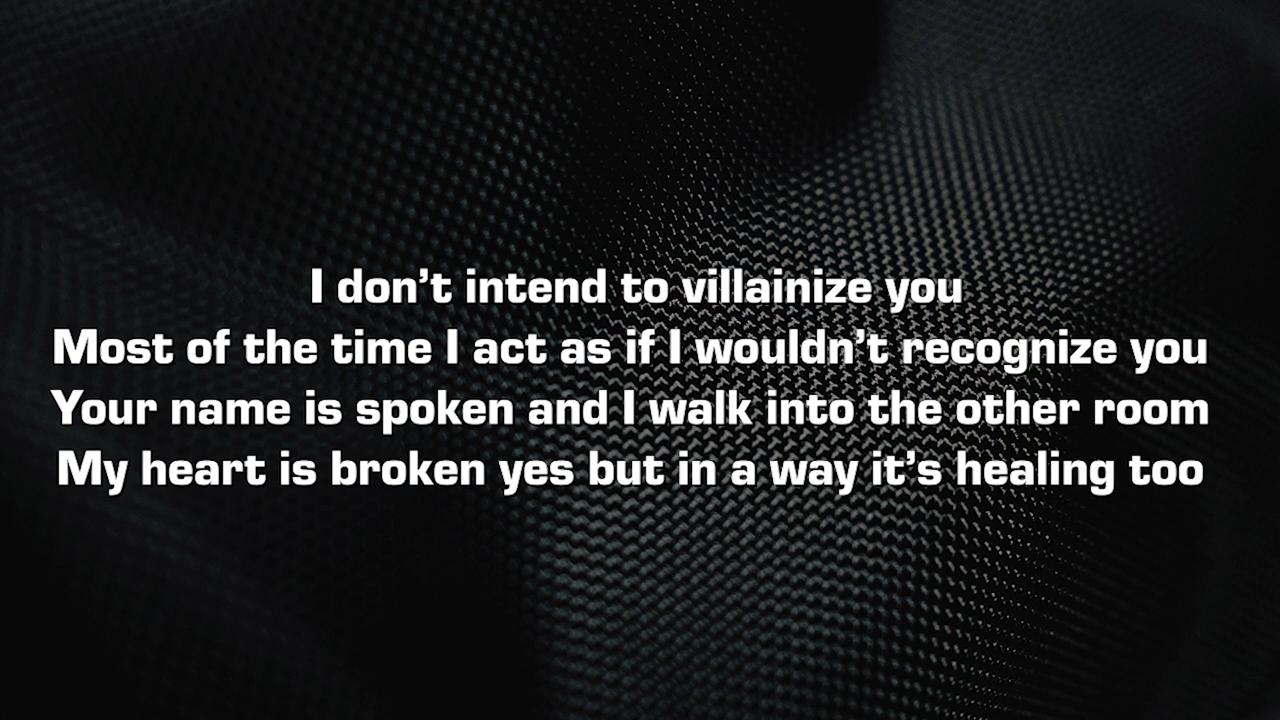 I don’t intend to villainize you
Most of the time I act as if I wouldn’t recognize you
Your name is spoken and I walk into the other room
My heart is broken yes but in a way it’s healing too